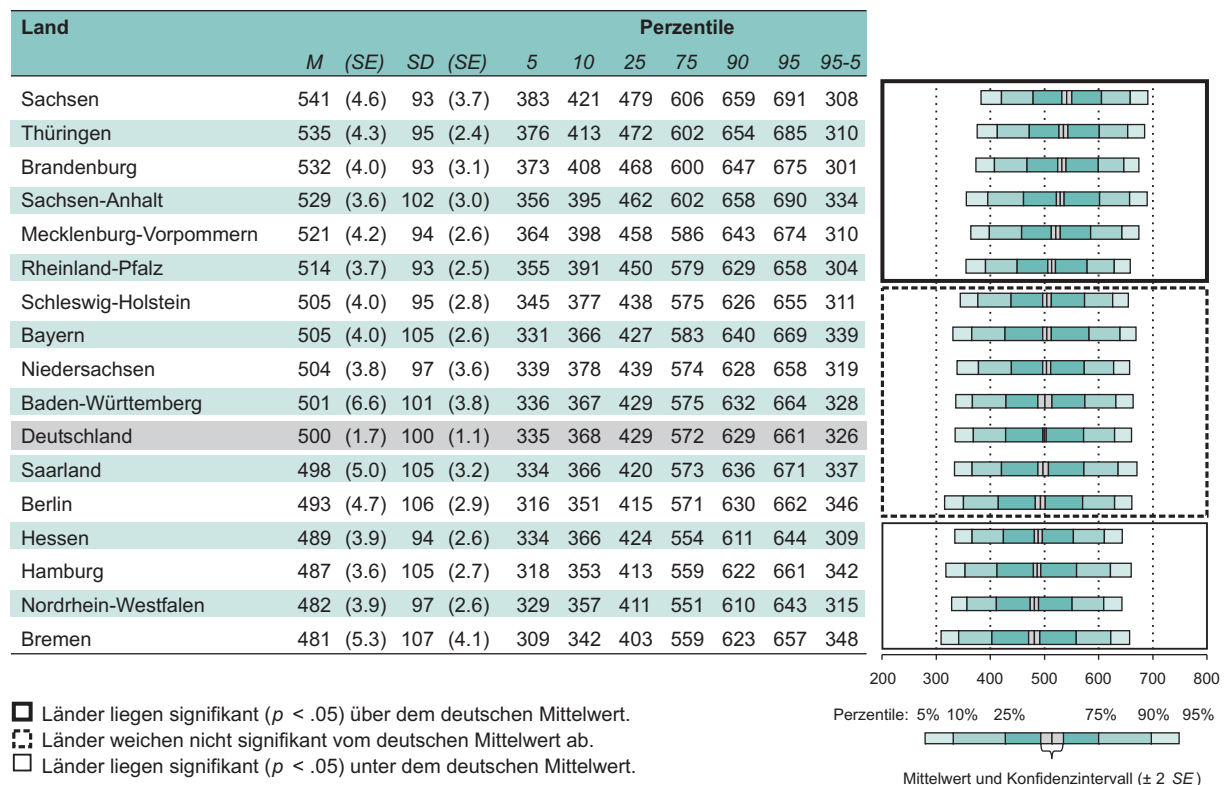 Land Perzentile
M (SE) SD (SE) 5 10 25 75 90 95 95-5
Sachsen 541 (4.6) 93 (3.7) 383 421 479 606 659 691 308
Thüringen 535 (4.3) 95 (2.4) 376 413 472 602 654 685 310
Brandenburg 532 (4.0) 93 (3.1) 373 408 468 600 647 675 301
Sachsen-Anhalt 529 (3.6) 102 (3.0) 356 395 462 602 658 690 334
Mecklenburg-Vorpommern 521 (4.2) 94 (2.6) 364 398 458 586 643 674 310
Rheinland-Pfalz 514 (3.7) 93 (2.5) 355 391 450 579 629 658 304
Schleswig-Holstein 505 (4.0) 95 (2.8) 345 377 438 575 626 655 311
Bayern 505 (4.0) 105 (2.6) 331 366 427 583 640 669 339
Niedersachsen 504 (3.8) 97 (3.6) 339 378 439 574 628 658 319
Baden-Württemberg 501 (6.6) 101 (3.8) 336 367 429 575 632 664 328
Deutschland 500 (1.7) 100 (1.1) 335 368 429 572 629 661 326
Saarland 498 (5.0) 105 (3.2) 334 366 420 573 636 671 337
Berlin 493 (4.7) 106 (2.9) 316 351 415 571 630 662 346
Hessen 489 (3.9) 94 (2.6) 334 366 424 554 611 644 309
Hamburg 487 (3.6) 105 (2.7) 318 353 413 559 622 661 342
Nordrhein-Westfalen 482 (3.9) 97 (2.6) 329 357 411 551 610 643 315
Bremen 481 (5.3) 107 (4.1) 309 342 403 559 623 657 348
200 300 400 500 600 700 800
Länder liegen signifikant (p < .05) über dem deutschen Mittelwert.
Länder weichen nicht signifikant vom deutschen Mittelwert ab.
Länder liegen signifikant (p < .05) unter dem deutschen Mittelwert.
Perzentile: 5% 10% 25% 75% 90% 95%
Mittelwert und Konfidenzintervall (± 2 SE)